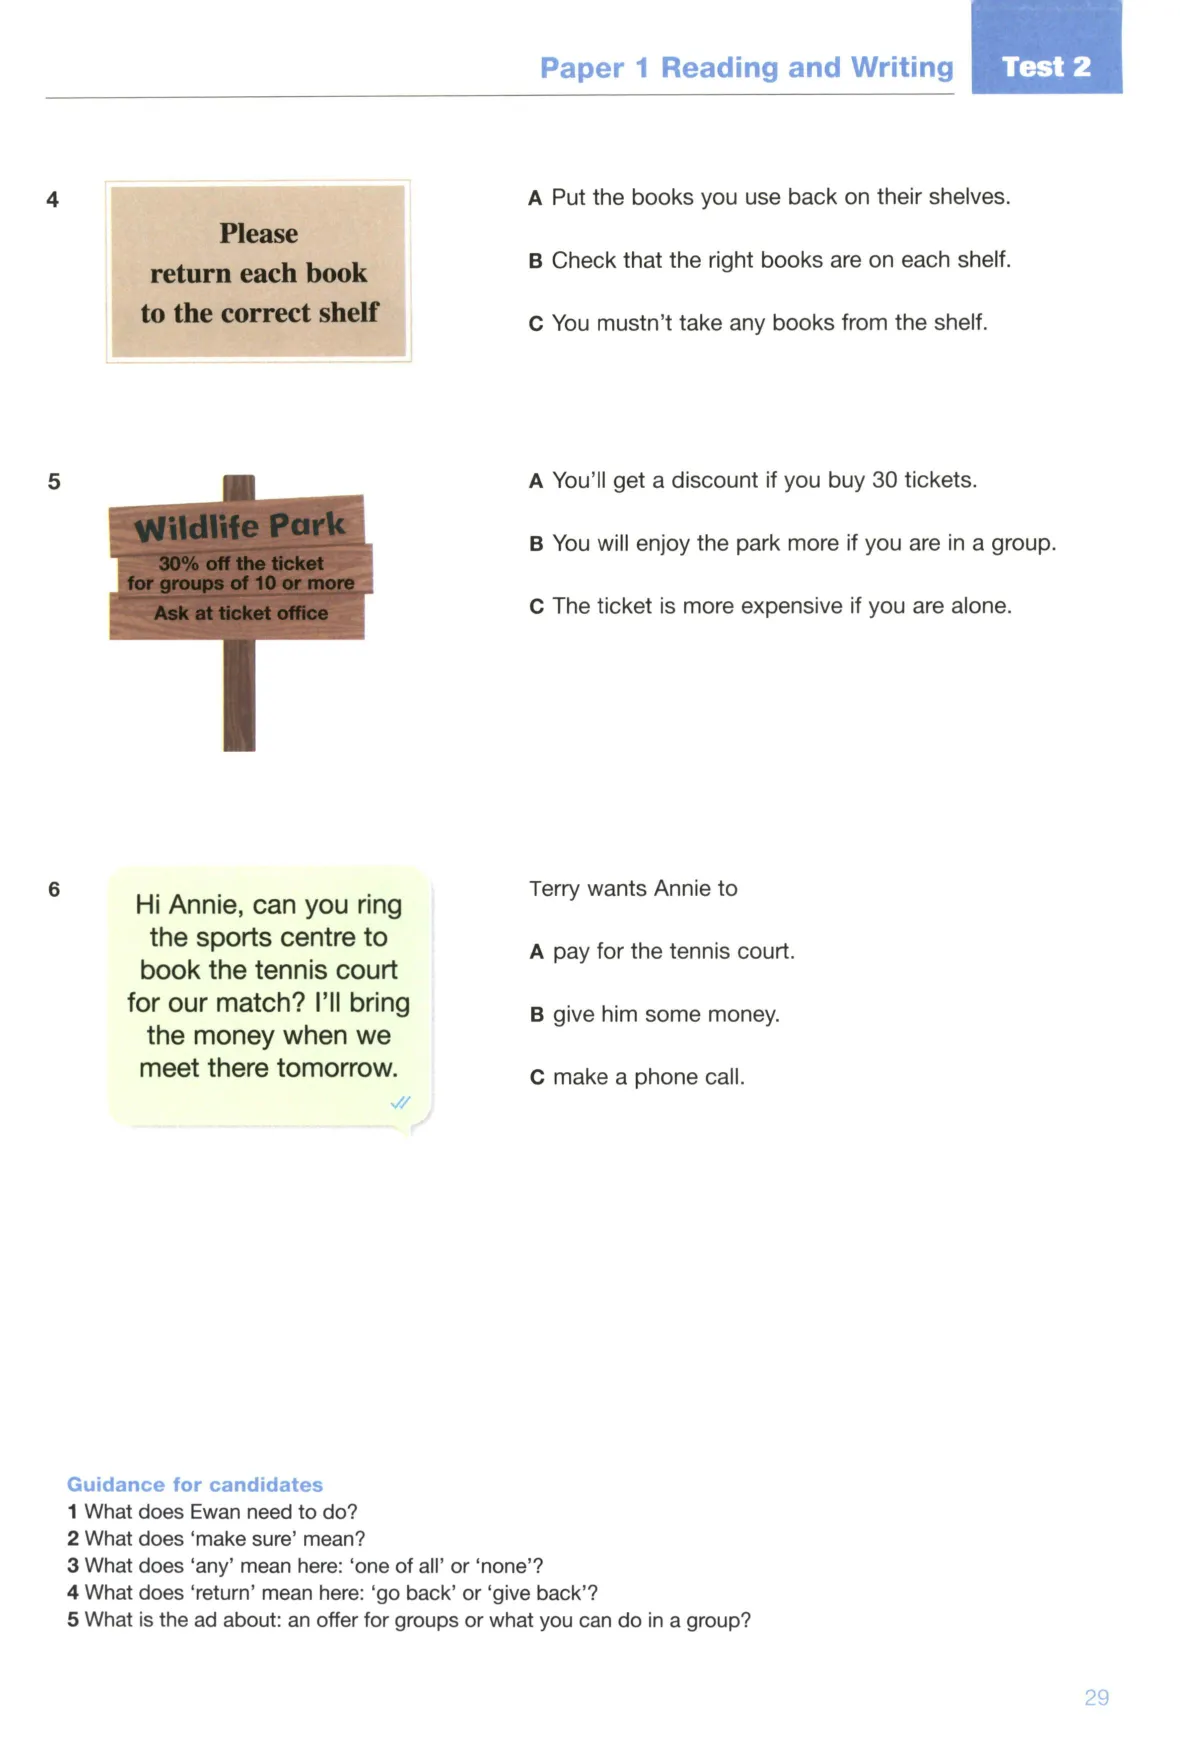 Paper 1 Reading and Writing Test 2
4
Please
return each book
to the correct shelf
A Put the books you use back on their shelves.
B Check that the right books are on each shelf.
C You mustn't take any books from the shelf.
5
Wildlife Park
30% off the ticket
for groups of 10 or more
Ask at ticket office
A You'll get a discount if you buy 30 tickets.
B You will enjoy the park more if you are in a group.
C The ticket is more expensive if you are alone.
6
Hi Annie, can you ring
the sports centre to
book the tennis court
for our match? I'll bring
the money when we
meet there tomorrow.
Terry wants Annie to
A pay for the tennis court.
B give him some money.
C make a phone call.
Guidance for candidates
1 What does Ewan need to do?
2 What does 'make sure' mean?
3 What does 'any' mean here: 'one of all' or 'none'?
4 What does 'return' mean here: 'go back' or 'give back'?
5 What is the ad about: an offer for groups or what you can do in a group?
29